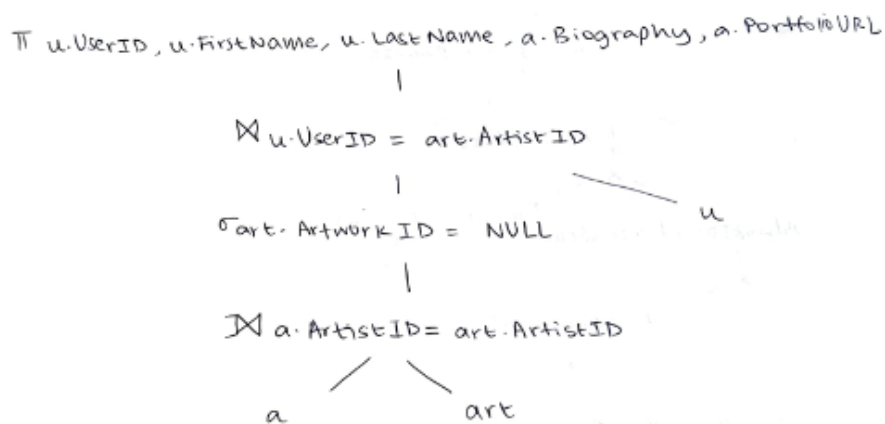 π u.UserID, u.FirstName, u.LastName, a.Biography, a.PortfolioURL
⋈ u.UserID = art.ArtistID
u
σ art.ArtworkID = NULL
⟕ a.ArtistID = art.ArtistID
a art